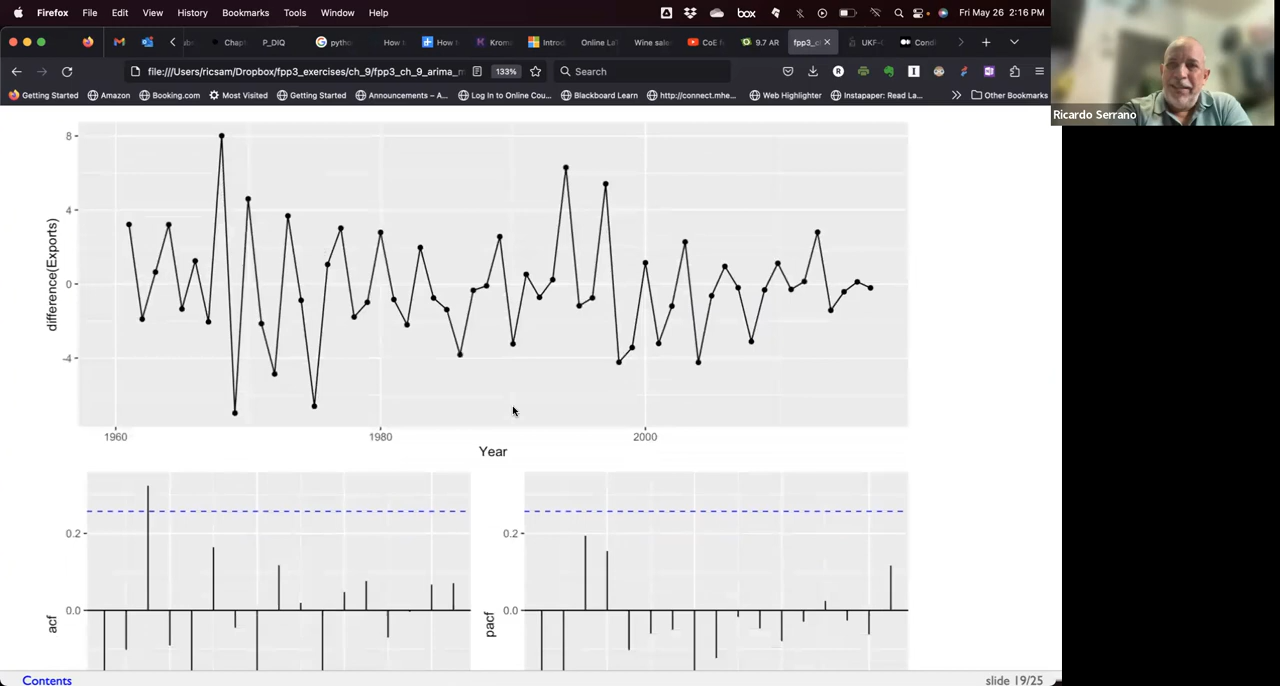 Firefox File Edit View History Bookmarks Tools Window Help box Fri May 26 2:16 PM
Chap P_DIQ python How t How Krom Introd Online La Wine sale CoE f 9.7 AR fpp3_c UKF-C Condi
file:///Users/ricsam/Dropbox/fpp3_exercises/ch_9/fpp3_ch_9_arima_m 133% Search
Getting Started Amazon Booking.com Most Visited Getting Started Announcements – A... Log In to Online Cou... Blackboard Learn http://connect.mhe... Web Highlighter Instapaper: Read La... Other Bookmarks
Ricardo Serrano
8
4
0
-4
difference(Exports)
1960 1980 2000
Year
0.2
0.0
acf
0.2
0.0
pacf
Contents
slide 19/25